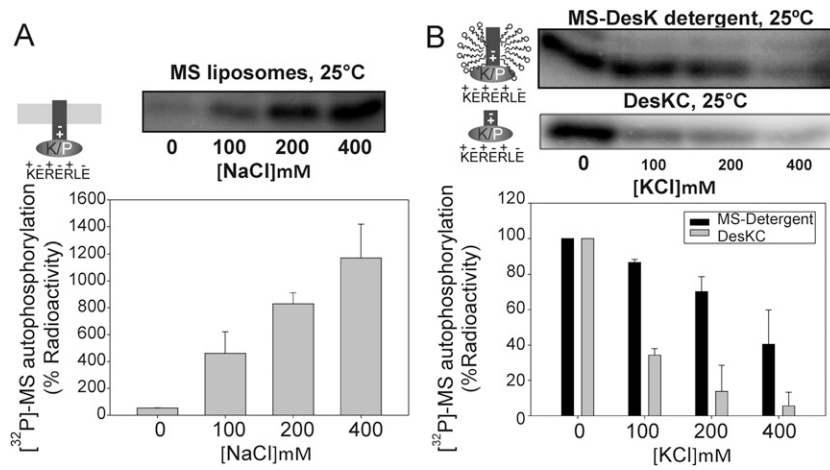 A
MS liposomes, 25°C
- +
K/P
+ - + - + -
KERERLE
0 100 200 400
[NaCl]mM
[³²P]-MS autophosphorylation
(% Radioactivity)
1600
1400
1200
1000
800
600
400
200
0
0 100 200 400
[NaCl]mM
B
MS-DesK detergent, 25ºC
- +
K/P
+ - + - + -
KERERLE
DesKC, 25°C
- +
K/P
+ - + - + -
KERERLE
0 100 200 400
[KCl]mM
[³²P]-MS autophosphorylation
(%Radioactivity)
120
100
80
60
40
20
0
MS-Detergent
DesKC
0 100 200 400
[KCl]mM